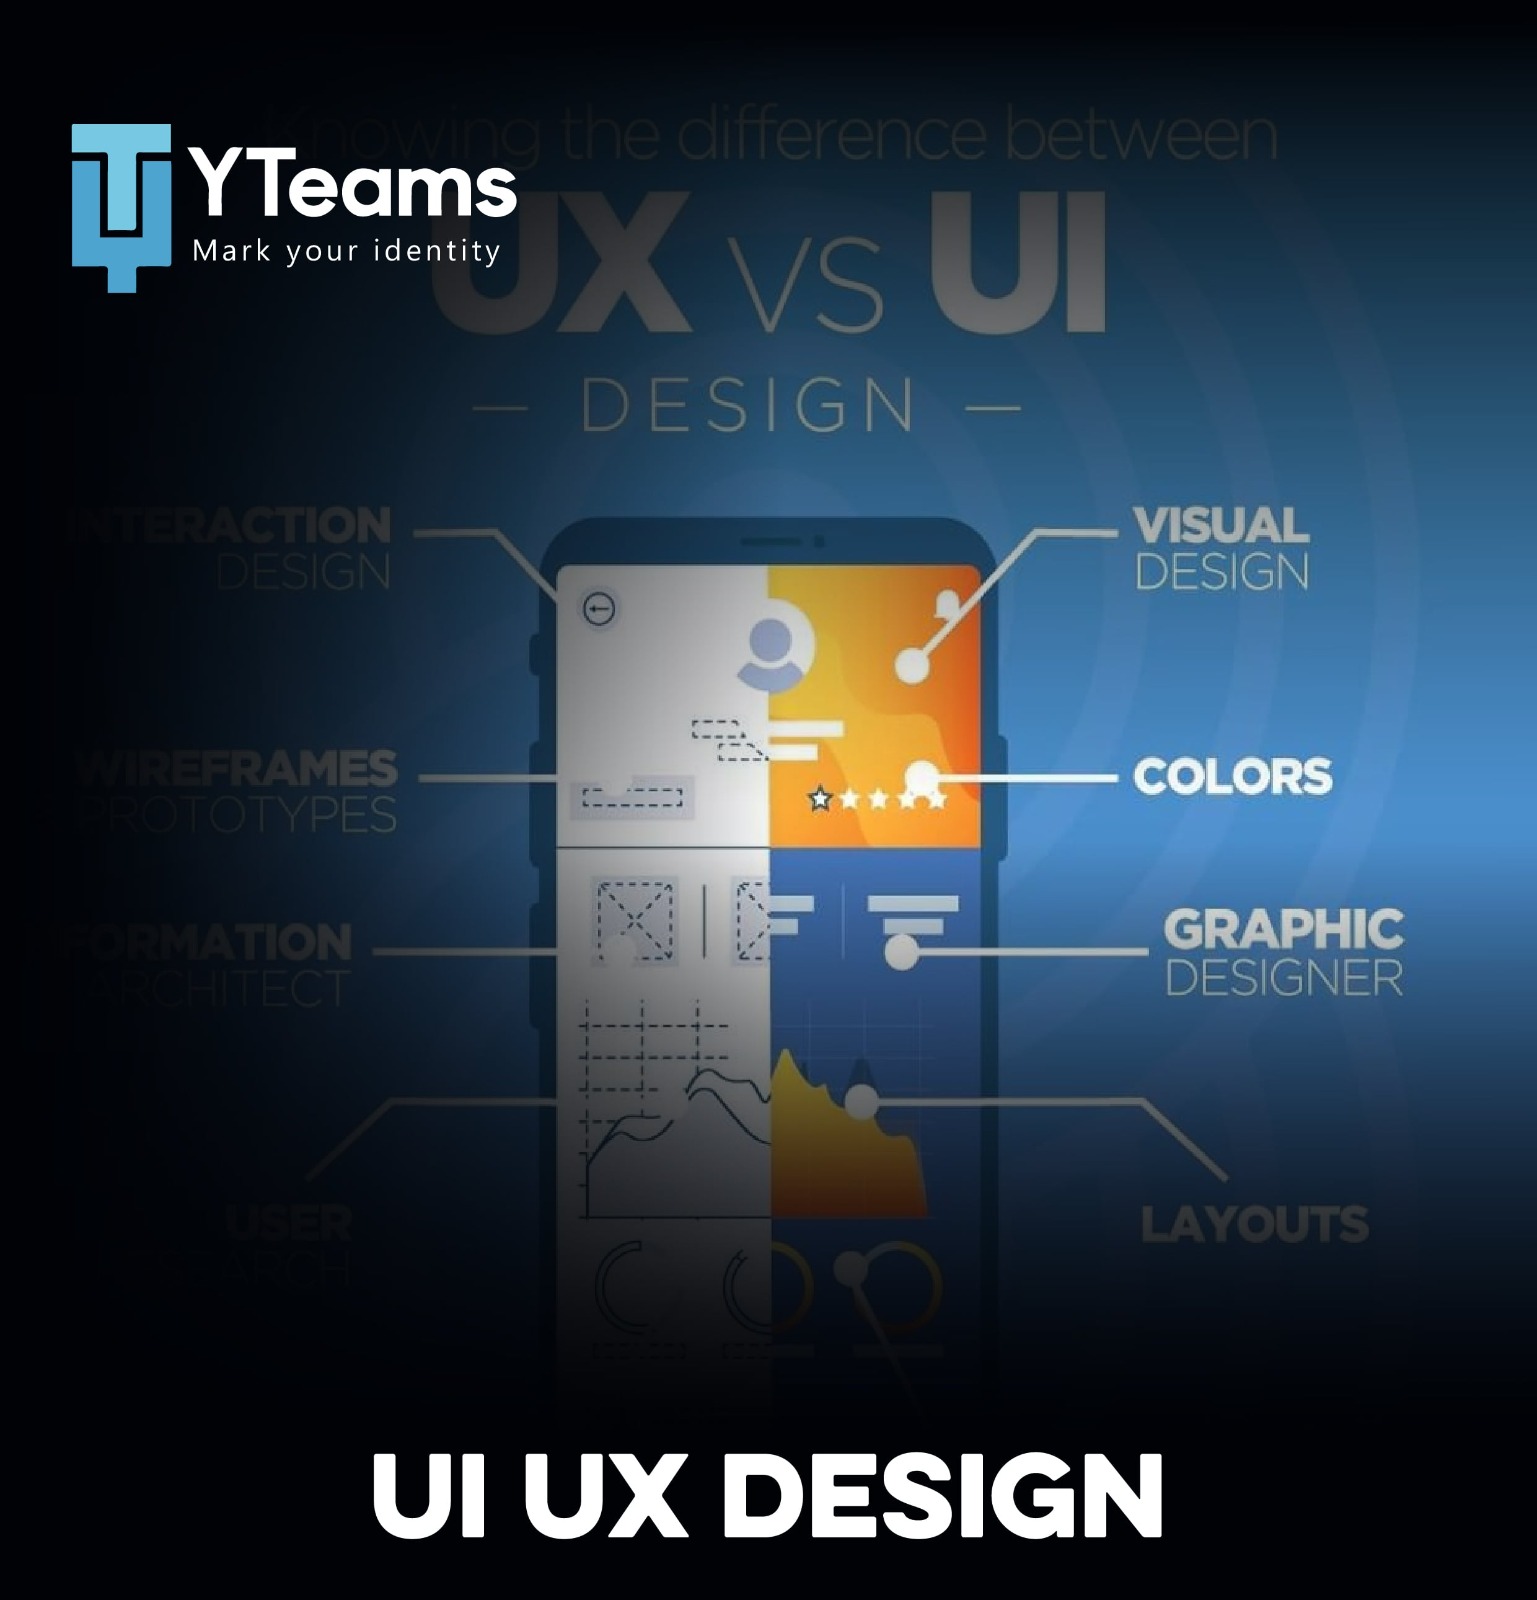 Knowing the difference between
YTeams
Mark your identity
UX VS UI
DESIGN
INTERACTION
DESIGN
VISUAL
DESIGN
WIREFRAMES
PROTOTYPES
COLORS
FORMATION
ARCHITECT
GRAPHIC
DESIGNER
USER
LAYOUTS
UI UX DESIGN